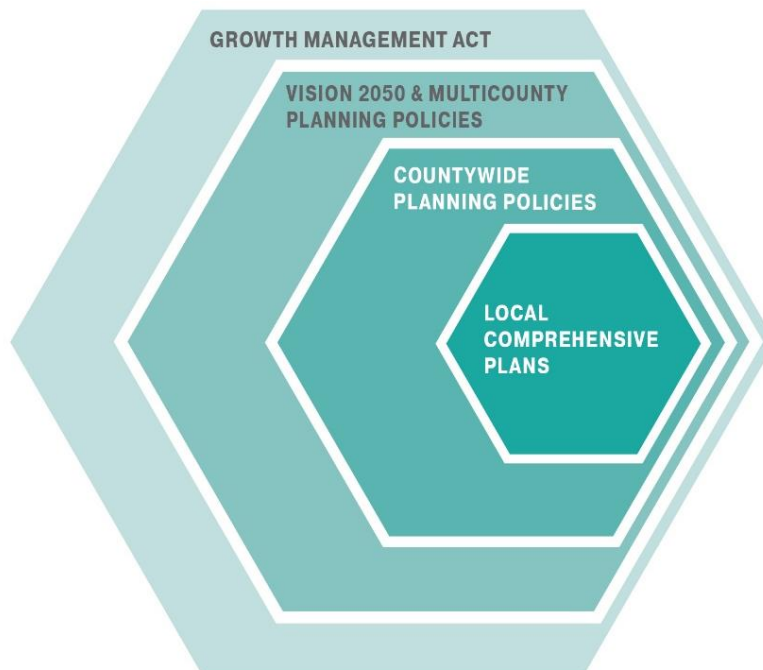 GROWTH MANAGEMENT ACT
VISION 2050 & MULTICOUNTY
PLANNING POLICIES
COUNTYWIDE
PLANNING POLICIES
LOCAL
COMPREHENSIVE
PLANS